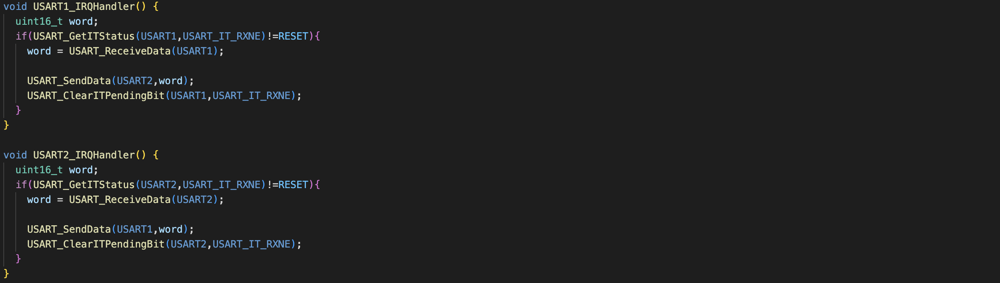 void USART1_IRQHandler() {
  uint16_t word;
  if(USART_GetITStatus(USART1,USART_IT_RXNE)!=RESET){
    word = USART_ReceiveData(USART1);

    USART_SendData(USART2,word);
    USART_ClearITPendingBit(USART1,USART_IT_RXNE);
  }
}

void USART2_IRQHandler() {
  uint16_t word;
  if(USART_GetITStatus(USART2,USART_IT_RXNE)!=RESET){
    word = USART_ReceiveData(USART2);

    USART_SendData(USART1,word);
    USART_ClearITPendingBit(USART2,USART_IT_RXNE);
  }
}